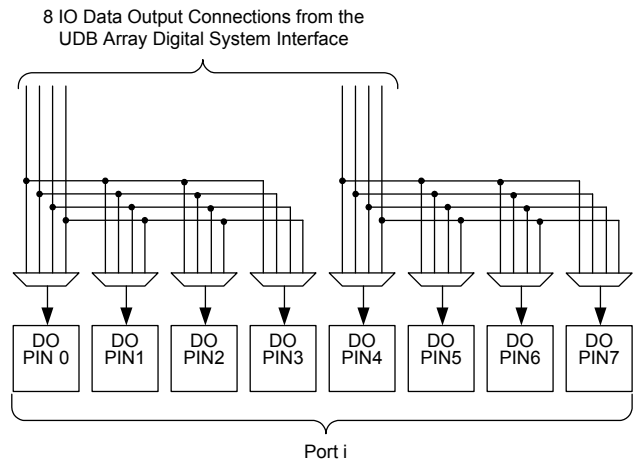 8 IO Data Output Connections from the
UDB Array Digital System Interface
DO
PIN 0
DO
PIN1
DO
PIN2
DO
PIN3
DO
PIN4
DO
PIN5
DO
PIN6
DO
PIN7
Port i